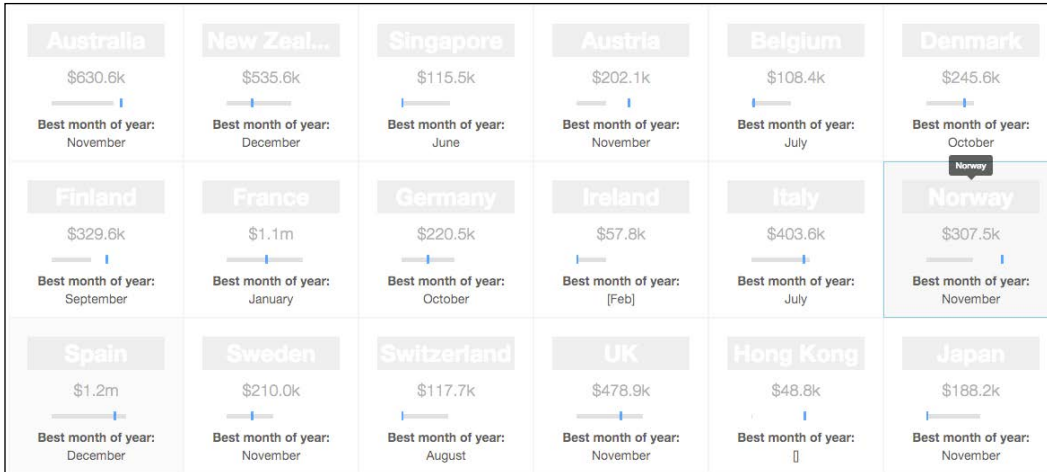 Australia New Zeal... Singapore Austria Belgium Denmark
$630.6k $535.6k $115.5k $202.1k $108.4k $245.6k
Best month of year: Best month of year: Best month of year: Best month of year: Best month of year: Best month of year:
November December June November July October
Norway
Finland France Germany Ireland Italy Norway
$329.6k $1.1m $220.5k $57.8k $403.6k $307.5k
Best month of year: Best month of year: Best month of year: Best month of year: Best month of year: Best month of year:
September January October [Feb] July November
Spain Sweden Switzerland UK Hong Kong Japan
$1.2m $210.0k $117.7k $478.9k $48.8k $188.2k
Best month of year: Best month of year: Best month of year: Best month of year: Best month of year: Best month of year:
December November August November [] November